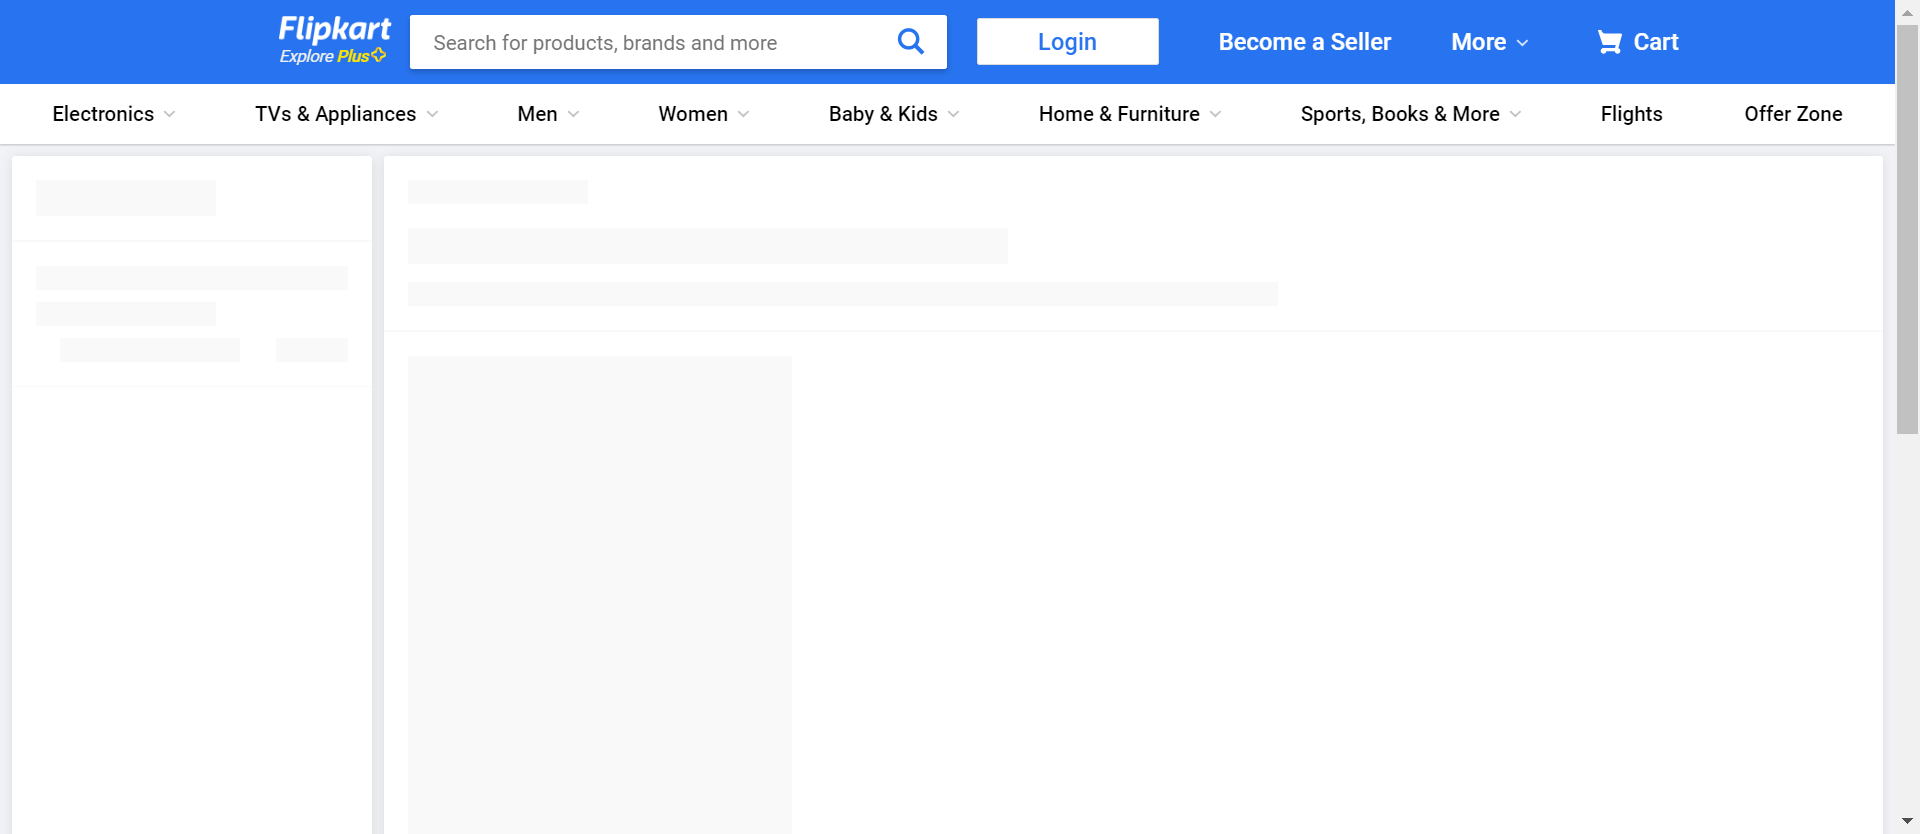 Flipkart
Explore Plus
Search for products, brands and more
Login
Become a Seller
More
Cart
Electronics
TVs & Appliances
Men
Women
Baby & Kids
Home & Furniture
Sports, Books & More
Flights
Offer Zone